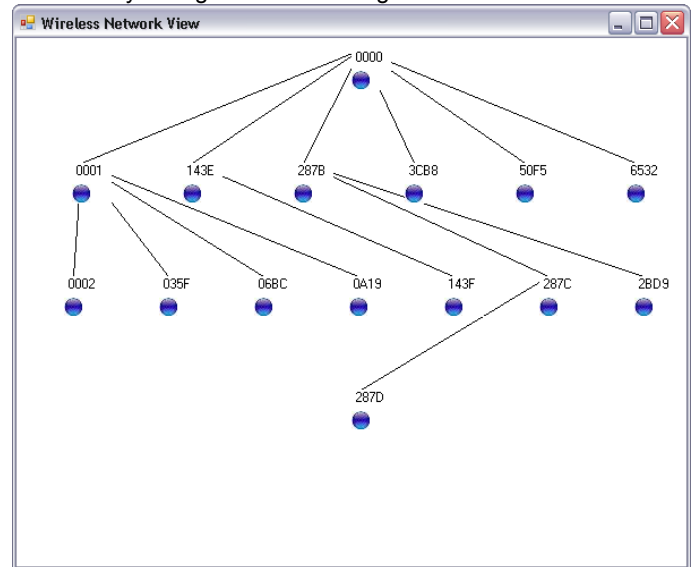 Wireless Network View
0000
0001 143E 287B 3CB8 50F5 6532
0002 035F 06BC 0A19 143F 287C 2BD9
287D